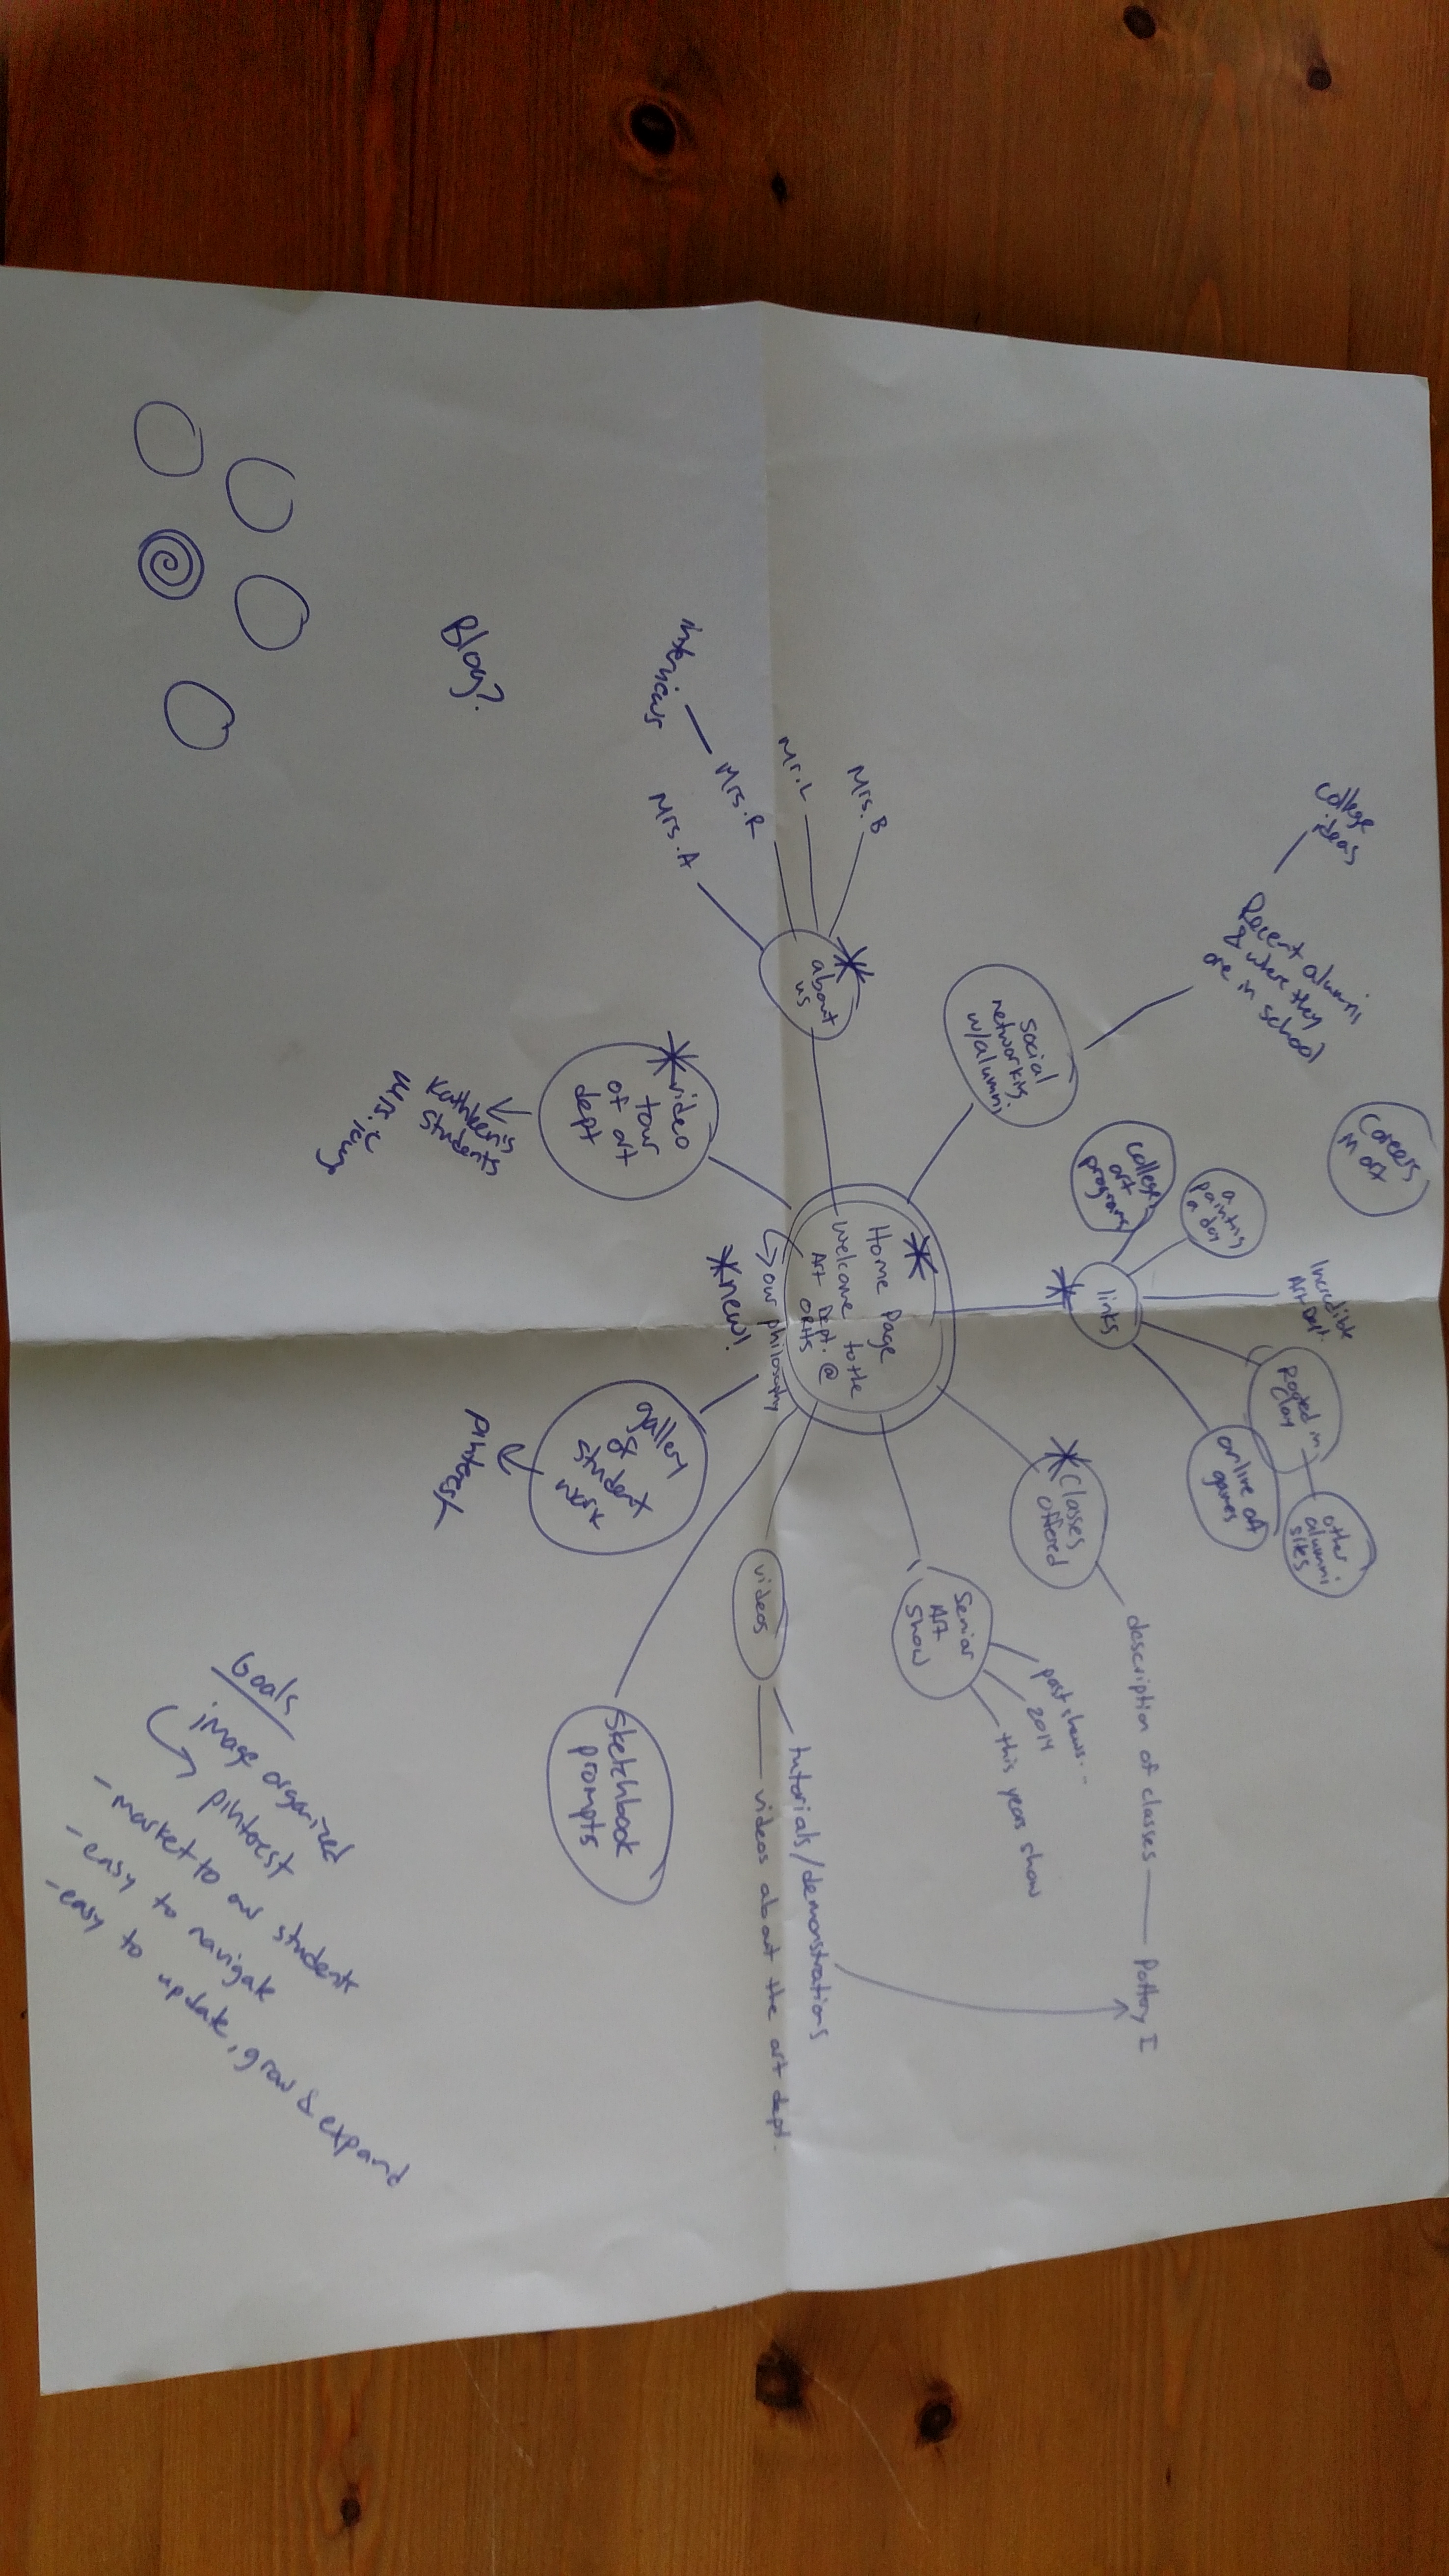 Careers
in art
College
ideas
Recent alumni
& where they
are in school
Social
networking
w/alumni
College
art
programs
a
painting
a day
Incredible
Art Dept.
Rooted in
Clay
online art
games
other
alumni
sites
links
Classes
offered
description of classes
Pottery I
Senior
Art
Show
past shows...
2014
this years show
Home Page
Welcome to the
Art Dept. @
ORHS
our philosophy
*new!
about
us
Mrs. B
Mr. L
Mrs. R
Mrs. A
interviews
video
tour
of art
dept
Kathleen's
students
gallery
of
student
work
pinterest
videos
tutorials/demonstrations
videos about the art dept.
Sketchbook
prompts
Blog?
Goals
image organized
pinterest
- market to our students
- easy to navigate
- easy to update, grow & expand